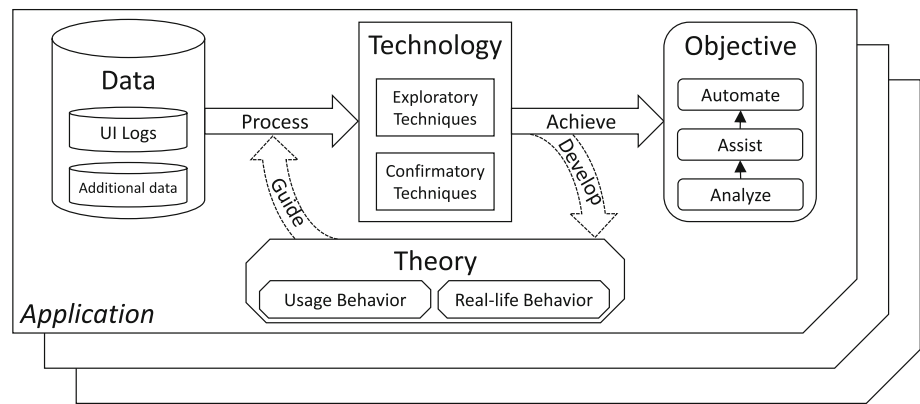 Data
UI Logs
Additional data
Process
Technology
Exploratory
Techniques
Confirmatory
Techniques
Achieve
Objective
Automate
Assist
Analyze
Guide
Develop
Theory
Usage Behavior
Real-life Behavior
Application